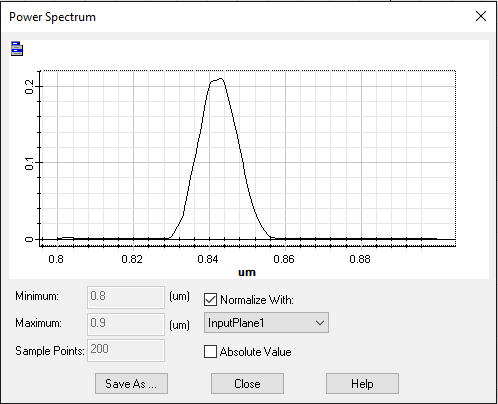 Power Spectrum
0.2
0.1
0
0.8 0.82 0.84 0.86 0.88
um
Minimum: 0.8 (um) Normalize With:
Maximum: 0.9 (um) InputPlane1
Sample Points: 200 Absolute Value
Save As ... Close Help